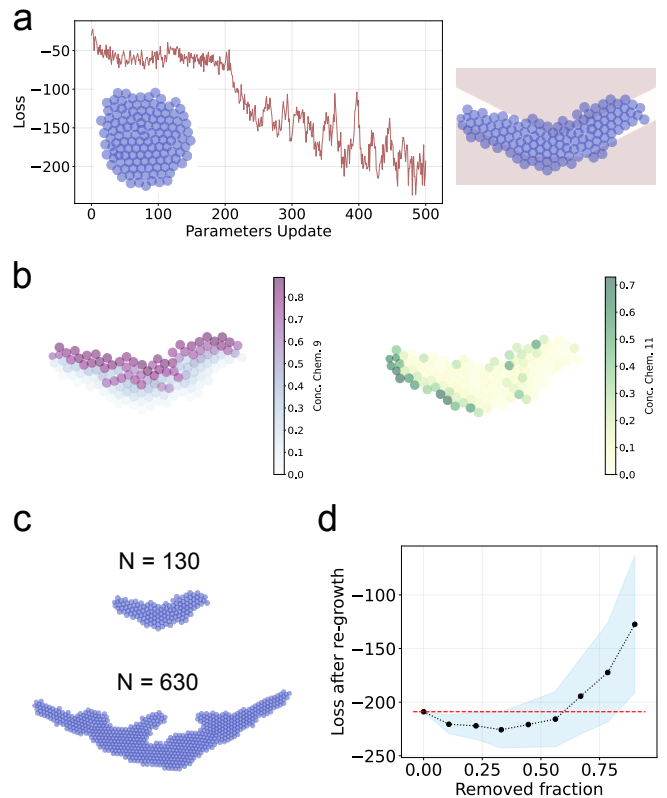 a
−50
−100
−150
−200
Loss
0
100
200
300
400
500
Parameters Update
b
0.8
0.7
0.6
0.5
0.4
0.3
0.2
0.1
0.0
Conc. Chem. 9
0.7
0.6
0.5
0.4
0.3
0.2
0.1
0.0
Conc. Chem. 11
c
N = 130
N = 630
d
−100
−150
−200
−250
Loss after re-growth
0.00
0.25
0.50
0.75
Removed fraction